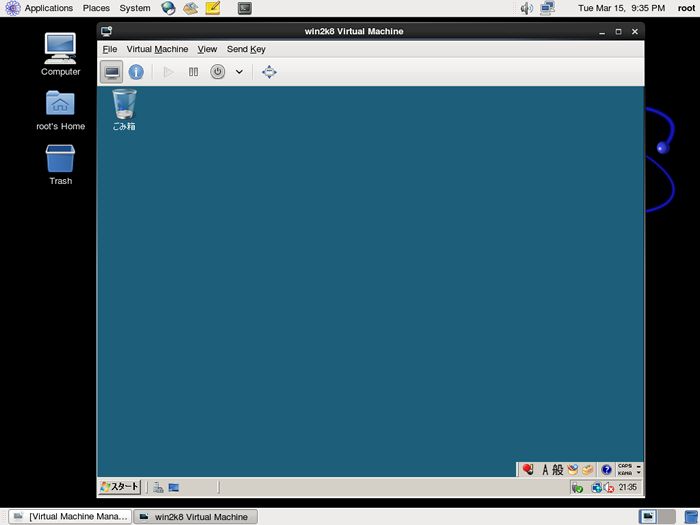 Applications Places System
Tue Mar 15, 9:35 PM root
win2k8 Virtual Machine
File Virtual Machine View Send Key
Computer
root's Home
Trash
ごみ箱
A 般
CAPS
KANA
スタート
21:35
[Virtual Machine Mana...
win2k8 Virtual Machine